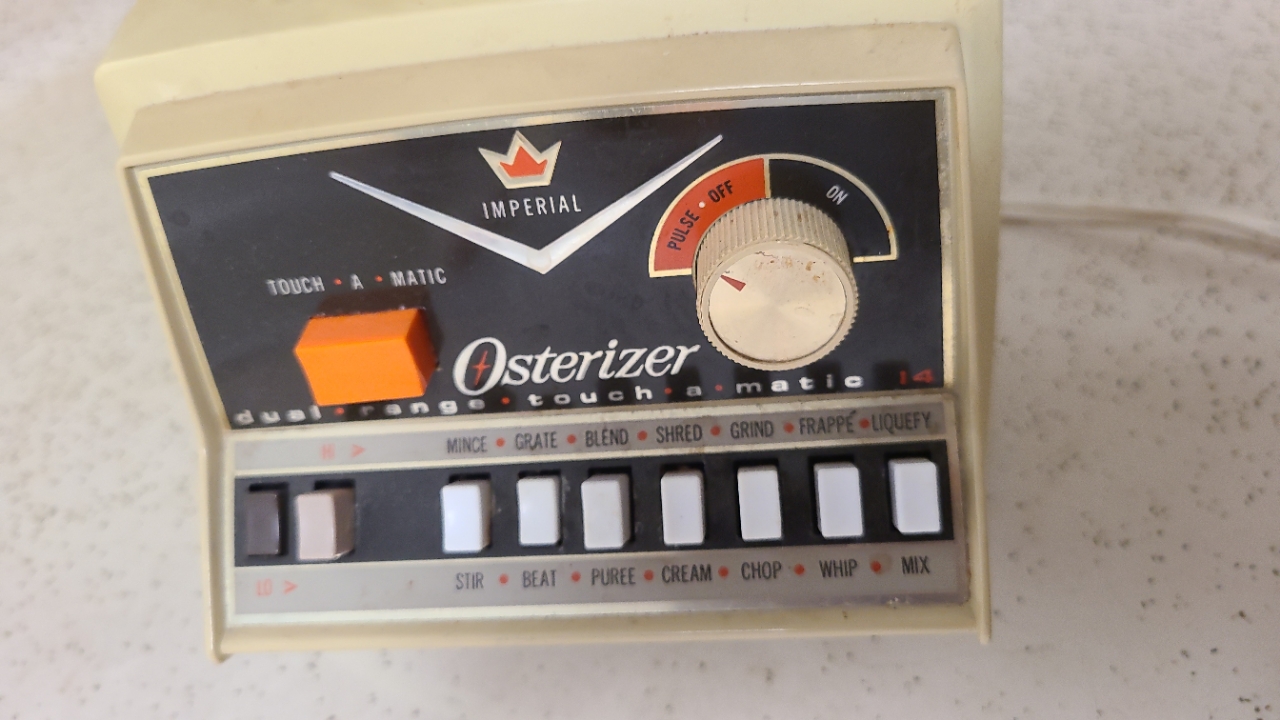 IMPERIAL
PULSE • OFF
ON
TOUCH • A • MATIC
Osterizer
dual • range • touch • a • matic 14
HI >
MINCE • GRATE • BLEND • SHRED • GRIND • FRAPPÉ • LIQUEFY
LO >
STIR • BEAT • PUREE • CREAM • CHOP • WHIP • MIX